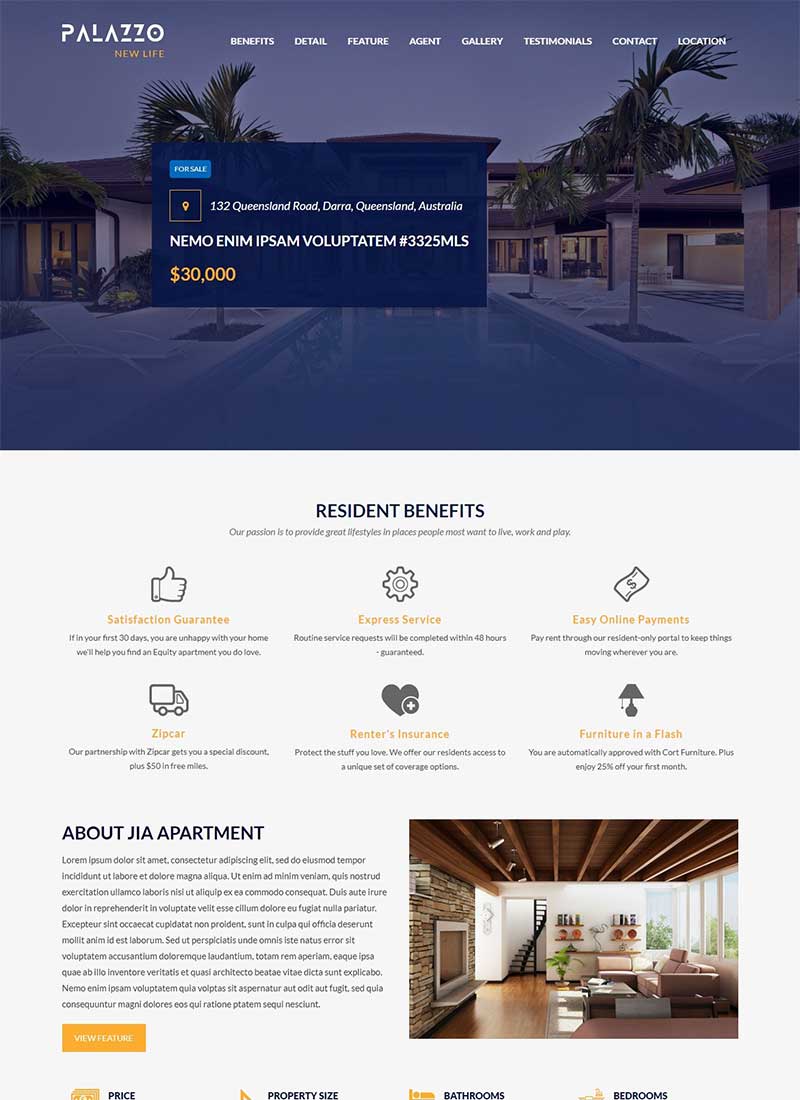 PALAZZO
NEW LIFE
BENEFITS DETAIL FEATURE AGENT GALLERY TESTIMONIALS CONTACT LOCATION
FOR SALE
132 Queensland Road, Darra, Queensland, Australia
NEMO ENIM IPSAM VOLUPTATEM #3325MLS
$30,000
RESIDENT BENEFITS
Our passion is to provide great lifestyles in places people most want to live, work and play.
Satisfaction Guarantee
If in your first 30 days, you are unhappy with your home
we'll help you find an Equity apartment you do love.
Express Service
Routine service requests will be completed within 48 hours
- guaranteed.
Easy Online Payments
Pay rent through our resident-only portal to keep things
moving wherever you are.
Zipcar
Our partnership with Zipcar gets you a special discount,
plus $50 in free miles.
Renter's Insurance
Protect the stuff you love. We offer our residents access to
a unique set of coverage options.
Furniture in a Flash
You are automatically approved with Cort Furniture. Plus
enjoy 25% off your first month.
ABOUT JIA APARTMENT
Lorem ipsum dolor sit amet, consectetur adipiscing elit, sed do eiusmod tempor
incididunt ut labore et dolore magna aliqua. Ut enim ad minim veniam, quis nostrud
exercitation ullamco laboris nisi ut aliquip ex ea commodo consequat. Duis aute irure
dolor in reprehenderit in voluptate velit esse cillum dolore eu fugiat nulla pariatur.
Excepteur sint occaecat cupidatat non proident, sunt in culpa qui officia deserunt
mollit anim id est laborum. Sed ut perspiciatis unde omnis iste natus error sit
voluptatem accusantium doloremque laudantium, totam rem aperiam, eaque ipsa
quae ab illo inventore veritatis et quasi architecto beatae vitae dicta sunt explicabo.
Nemo enim ipsam voluptatem quia volptas sit aspernatur aut odit aut fugit, sed quia
consequuntur magni dolores eos qui ratione ptatem sequi nesciunt.
VIEW FEATURE
PRICE PROPERTY SIZE BATHROOMS BEDROOMS